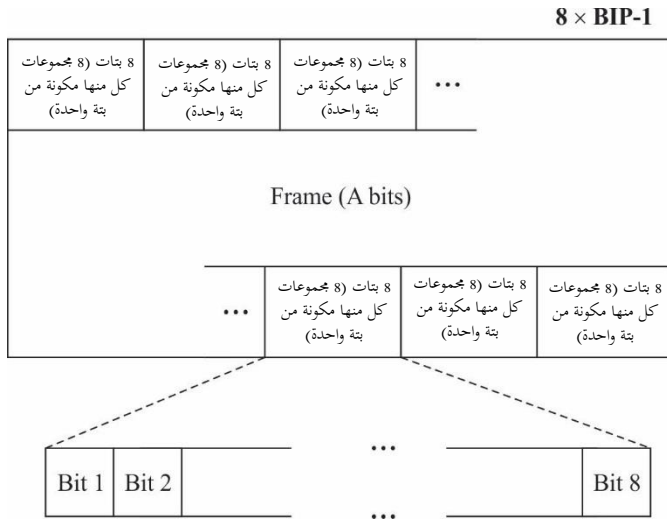 8 × BIP-1
8 بتات (8 مجموعات
كل منها مكونة من
بتة واحدة)
8 بتات (8 مجموعات
كل منها مكونة من
بتة واحدة)
8 بتات (8 مجموعات
كل منها مكونة من
بتة واحدة)
...
Frame (A bits)
...
8 بتات (8 مجموعات
كل منها مكونة من
بتة واحدة)
8 بتات (8 مجموعات
كل منها مكونة من
بتة واحدة)
8 بتات (8 مجموعات
كل منها مكونة من
بتة واحدة)
...
Bit 1 Bit 2 Bit 8
...